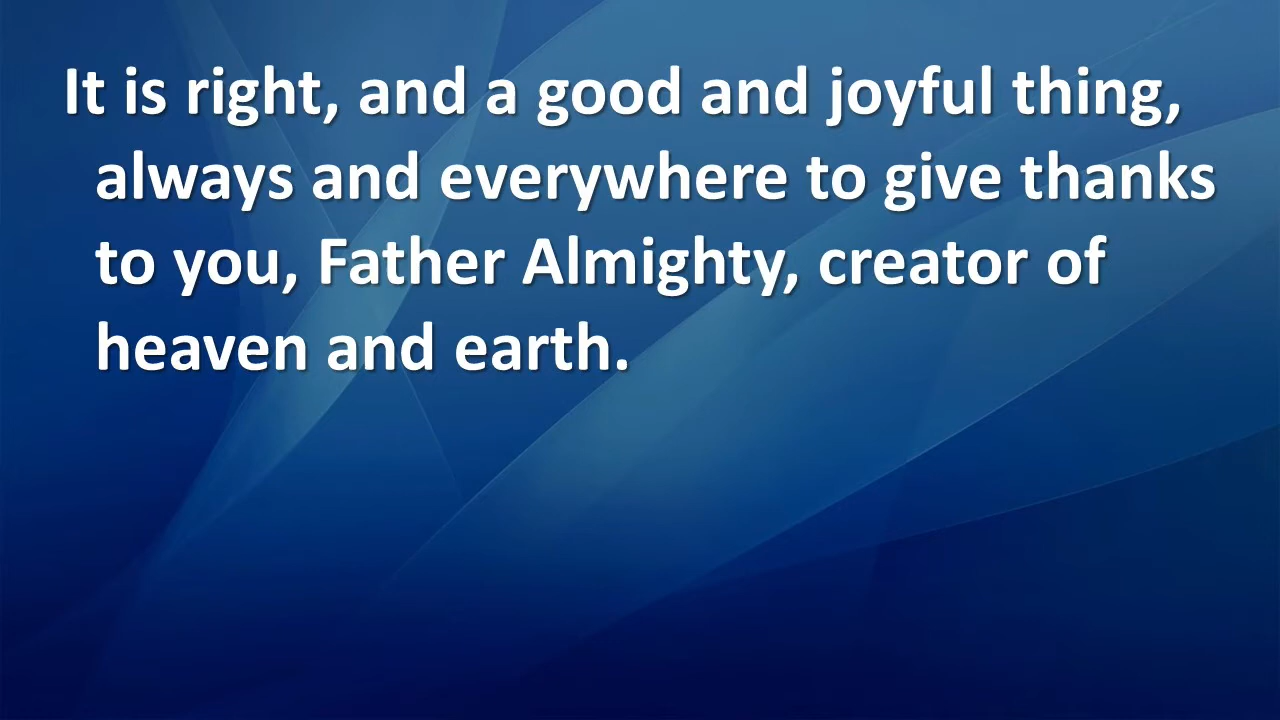 It is right, and a good and joyful thing,
always and everywhere to give thanks
to you, Father Almighty, creator of
heaven and earth.